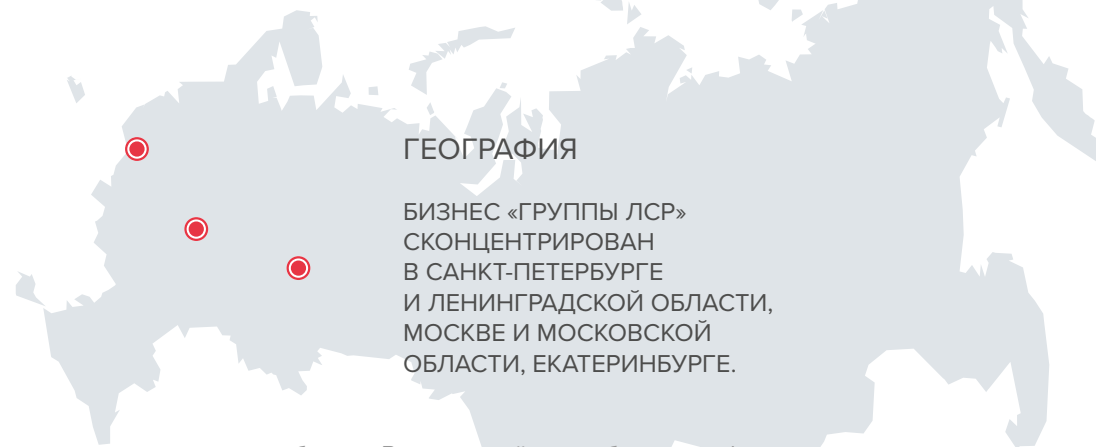 ГЕОГРАФИЯ
БИЗНЕС «ГРУППЫ ЛСР»
СКОНЦЕНТРИРОВАН
В САНКТ-ПЕТЕРБУРГЕ
И ЛЕНИНГРАДСКОЙ ОБЛАСТИ,
МОСКВЕ И МОСКОВСКОЙ
ОБЛАСТИ, ЕКАТЕРИНБУРГЕ.